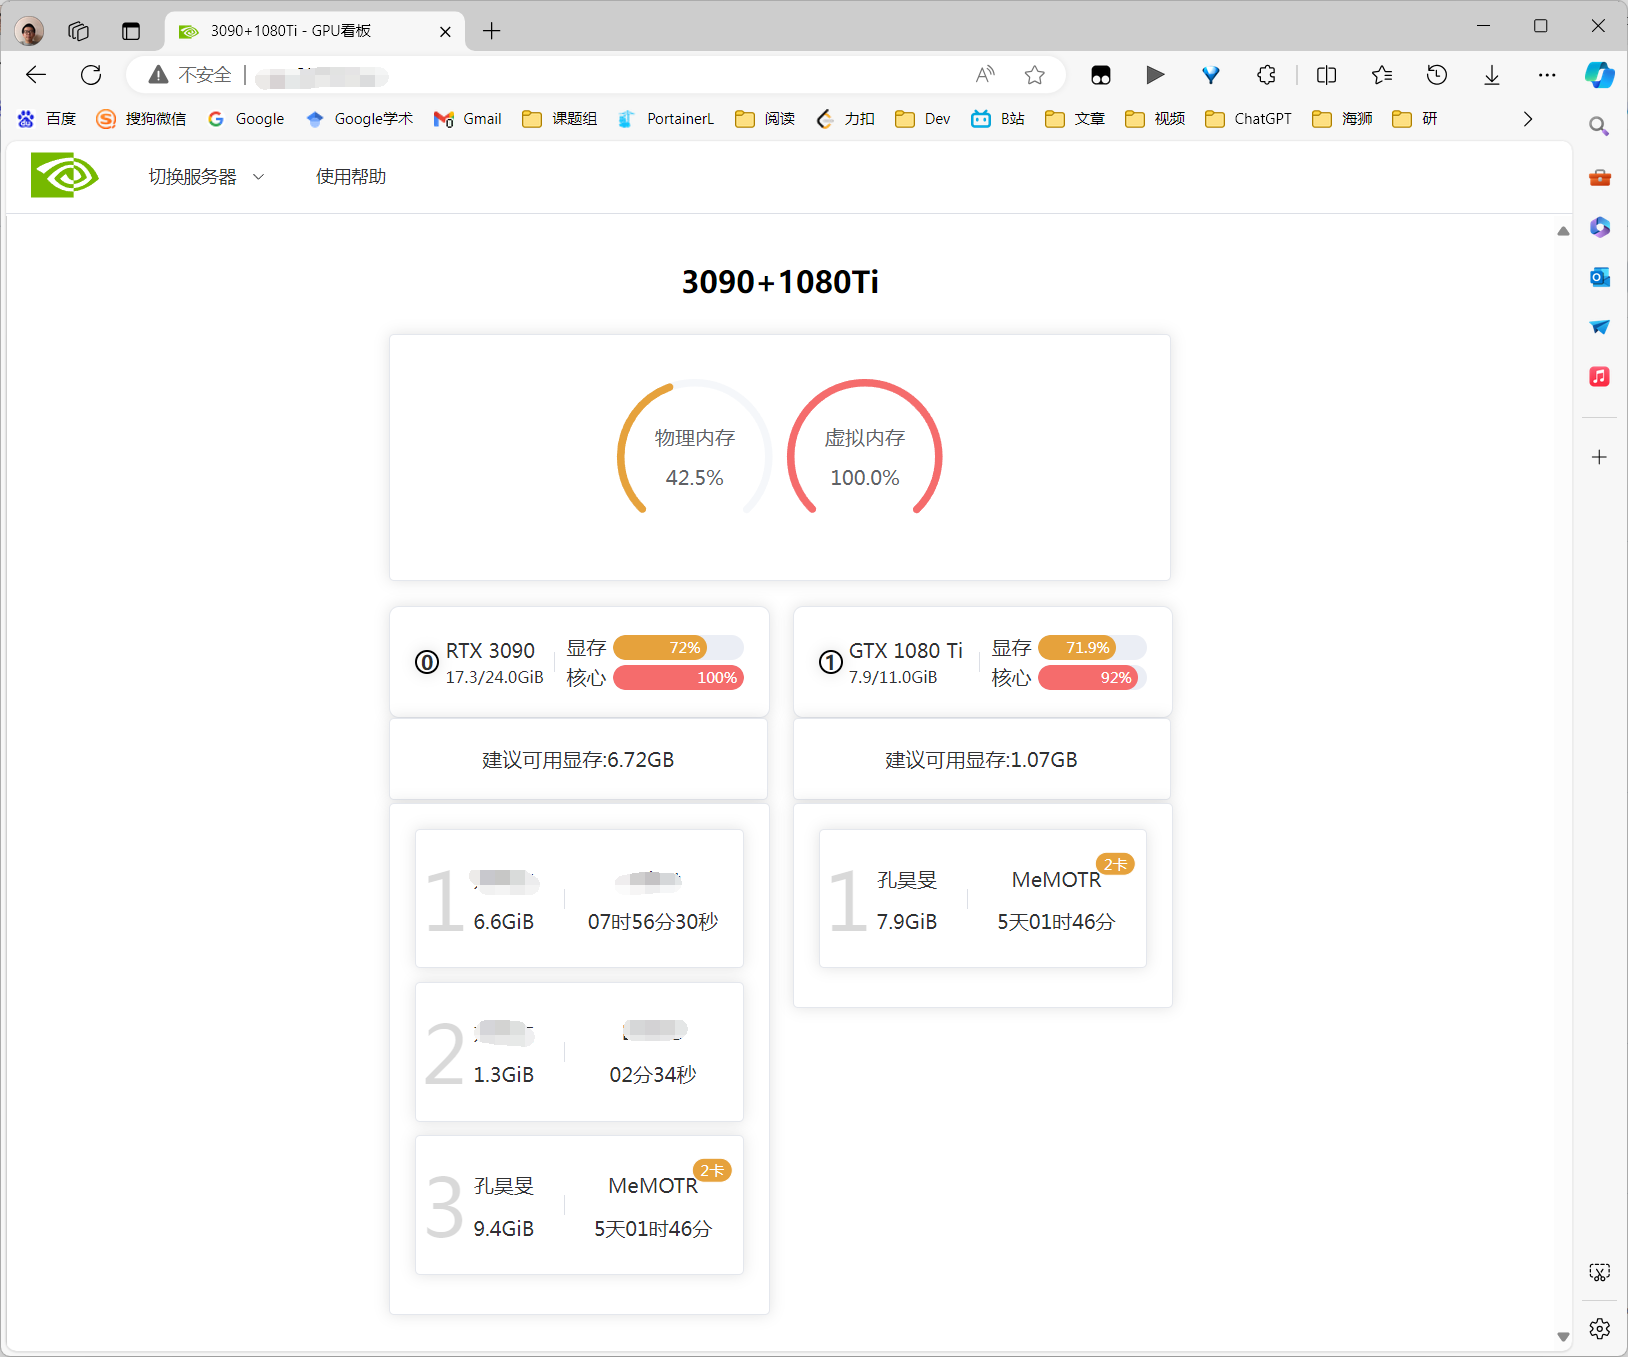 3090+1080Ti - GPU看板
不安全
百度 搜狗微信 Google Google学术 Gmail 课题组 PortainerL 阅读 力扣 Dev B站 文章 视频 ChatGPT 海狮 研
切换服务器 使用帮助
3090+1080Ti
物理内存
42.5%
虚拟内存
100.0%
0 RTX 3090
17.3/24.0GiB
显存 72%
核心 100%
建议可用显存:6.72GB
1
6.6GiB 07时56分30秒
2
1.3GiB 02分34秒
3 孔昊旻 MeMOTR 2卡
9.4GiB 5天01时46分
1 GTX 1080 Ti
7.9/11.0GiB
显存 71.9%
核心 92%
建议可用显存:1.07GB
1 孔昊旻 MeMOTR 2卡
7.9GiB 5天01时46分